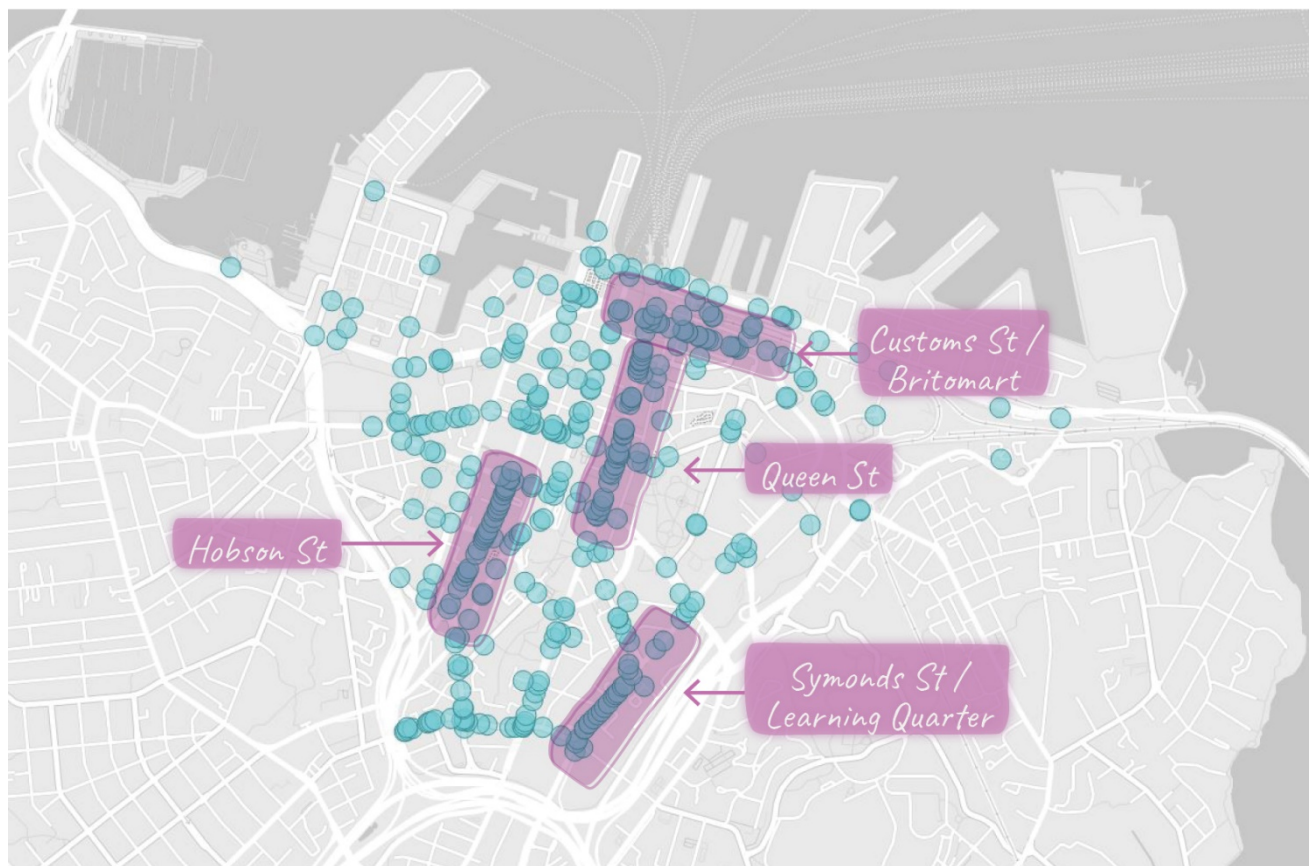 Customs St /
Britomart
Queen St
Hobson St
Symonds St /
Learning Quarter